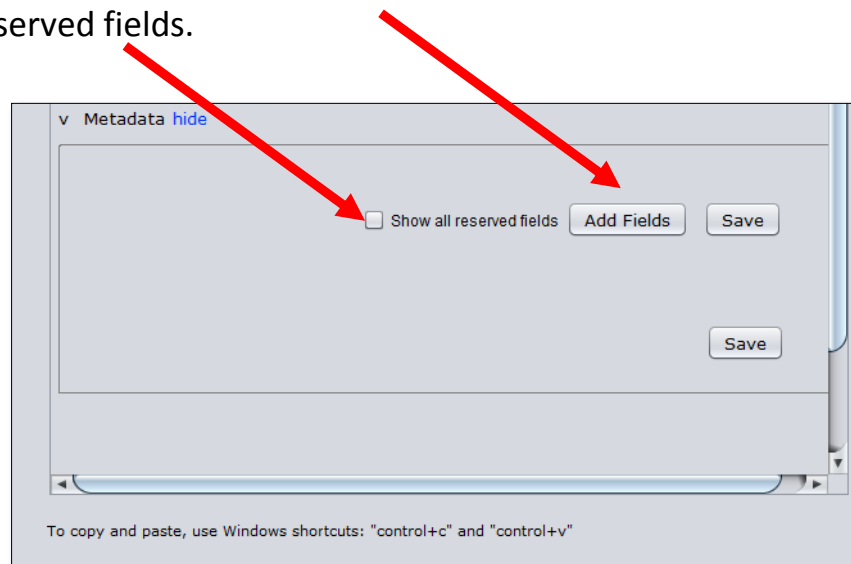 served fields.
v Metadata hide
Show all reserved fields Add Fields Save
Save
To copy and paste, use Windows shortcuts: "control+c" and "control+v"